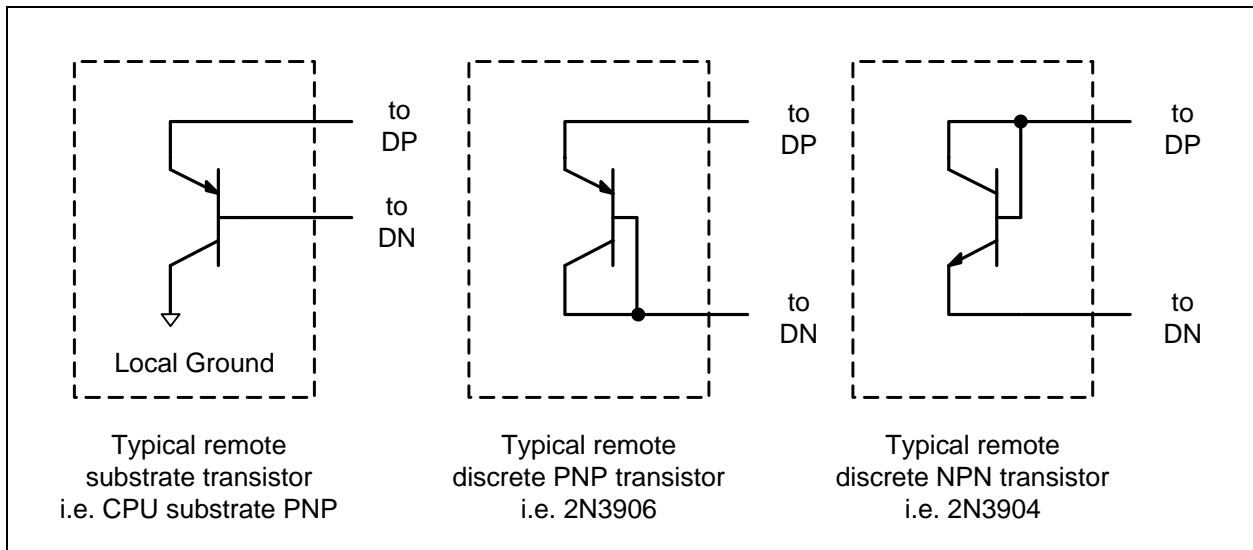 to
DP
to
DN
Local Ground
Typical remote
substrate transistor
i.e. CPU substrate PNP
to
DP
to
DN
Typical remote
discrete PNP transistor
i.e. 2N3906
to
DP
to
DN
Typical remote
discrete NPN transistor
i.e. 2N3904